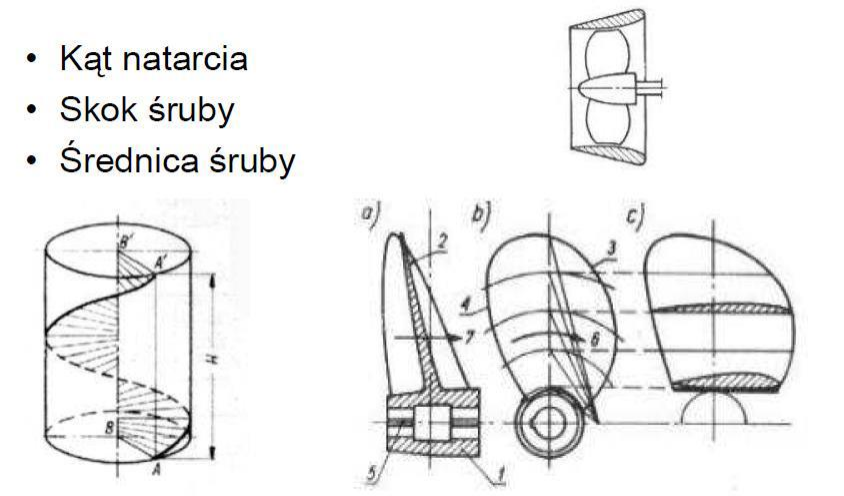 • Kąt natarcia
• Skok śruby
• Średnica śruby
a) b) c)
2 3
B' A'
4
H
7 6
B
A
5 1